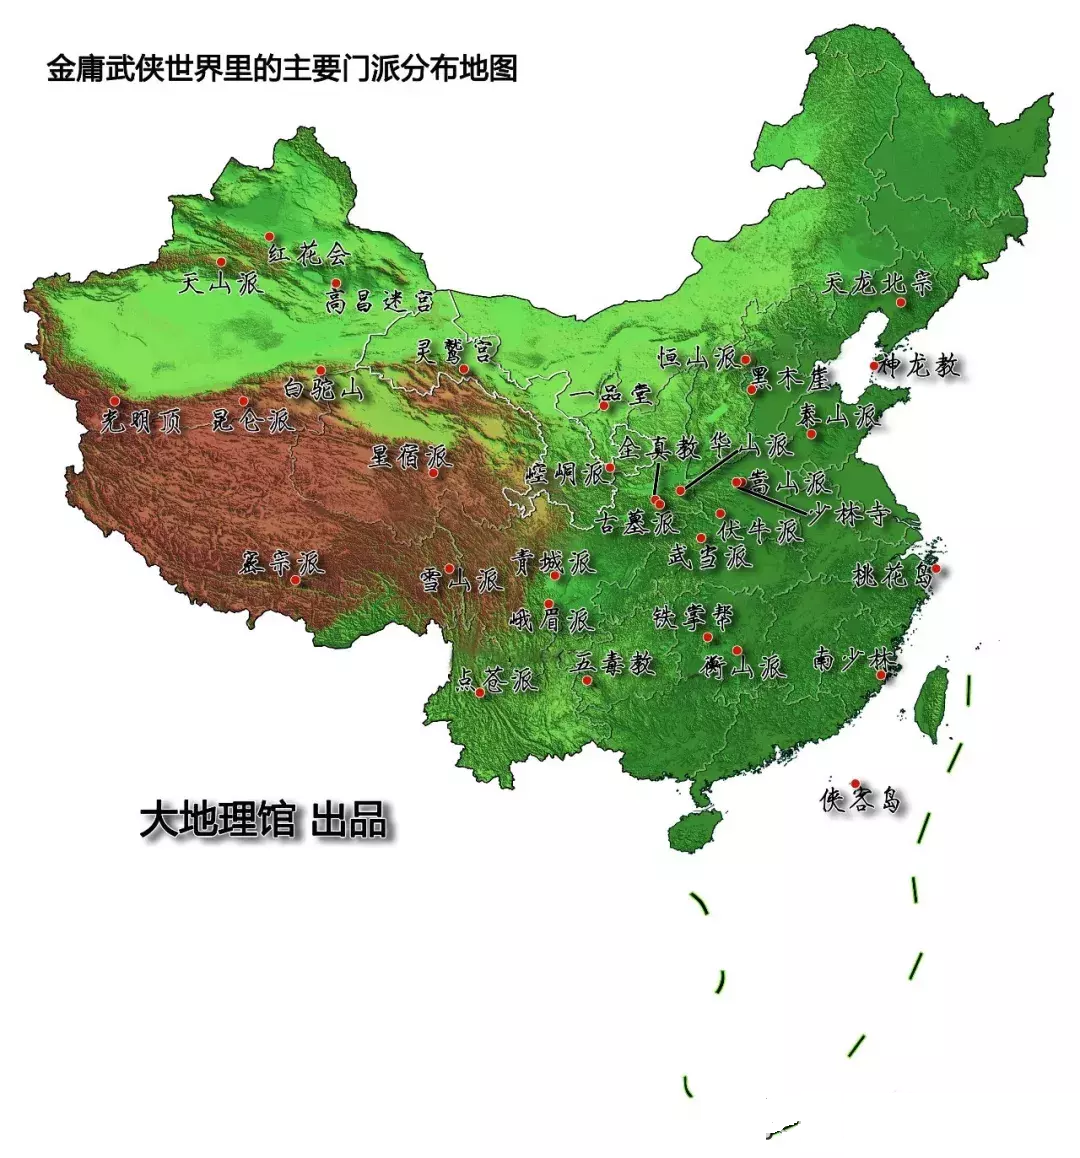 金庸武侠世界里的主要门派分布地图
红花会
天山派
高昌迷宫
天龙北宗
灵鹫宫
恒山派
神龙教
黑木崖
白驼山
一品堂
光明顶
昆仑派
泰山派
全真教
华山派
星宿派
崆峒派
嵩山派
古墓派
少林寺
伏牛派
武当派
密宗派
雪山派
青城派
桃花岛
峨眉派
铁掌帮
五毒教
衡山派
南少林
点苍派
侠客岛
大地理馆 出品